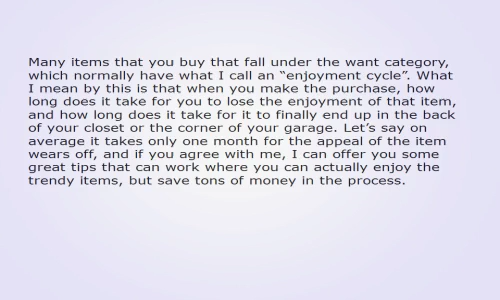 Many items that you buy that fall under the want category,
which normally have what I call an “enjoyment cycle”. What
I mean by this is that when you make the purchase, how
long does it take for you to lose the enjoyment of that item,
and how long does it take for it to finally end up in the back
of your closet or the corner of your garage. Let’s say on
average it takes only one month for the appeal of the item
wears off, and if you agree with me, I can offer you some
great tips that can work where you can actually enjoy the
trendy items, but save tons of money in the process.